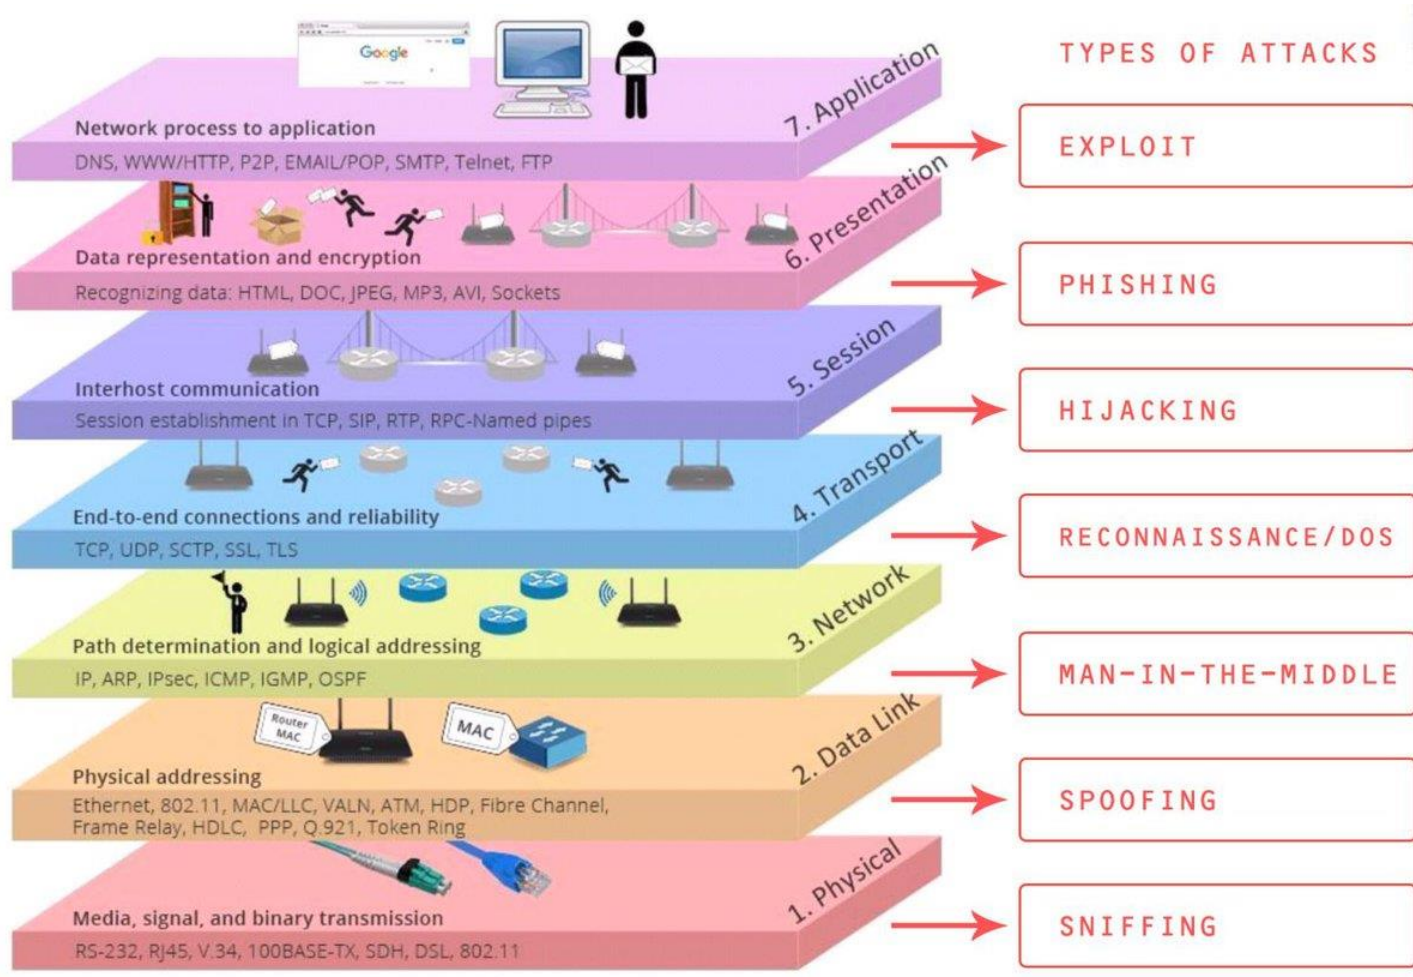 Google
TYPES OF ATTACKS
7. Application
Network process to application
DNS, WWW/HTTP, P2P, EMAIL/POP, SMTP, Telnet, FTP
EXPLOIT
6. Presentation
Data representation and encryption
Recognizing data: HTML, DOC, JPEG, MP3, AVI, Sockets
PHISHING
5. Session
Interhost communication
Session establishment in TCP, SIP, RTP, RPC-Named pipes
HIJACKING
4. Transport
End-to-end connections and reliability
TCP, UDP, SCTP, SSL, TLS
RECONNAISSANCE/DOS
3. Network
Path determination and logical addressing
IP, ARP, IPsec, ICMP, IGMP, OSPF
MAN-IN-THE-MIDDLE
2. Data Link
Router
MAC
MAC
Physical addressing
Ethernet, 802.11, MAC/LLC, VALN, ATM, HDP, Fibre Channel,
Frame Relay, HDLC, PPP, Q.921, Token Ring
SPOOFING
1. Physical
Media, signal, and binary transmission
RS-232, RJ45, V.34, 100BASE-TX, SDH, DSL, 802.11
SNIFFING